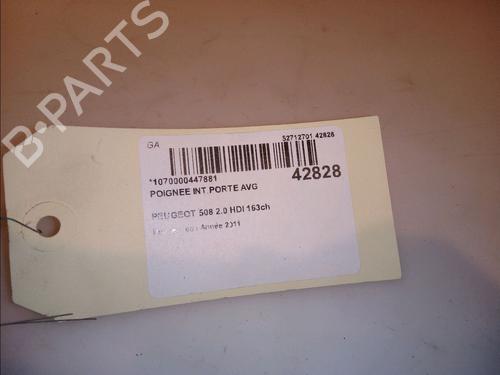 B-PARTS
GA
52712701 42828
*1070000447881
42828
POIGNEE INT PORTE AVG
PEUGEOT 508 2.0 HDI 163ch
Année 2011